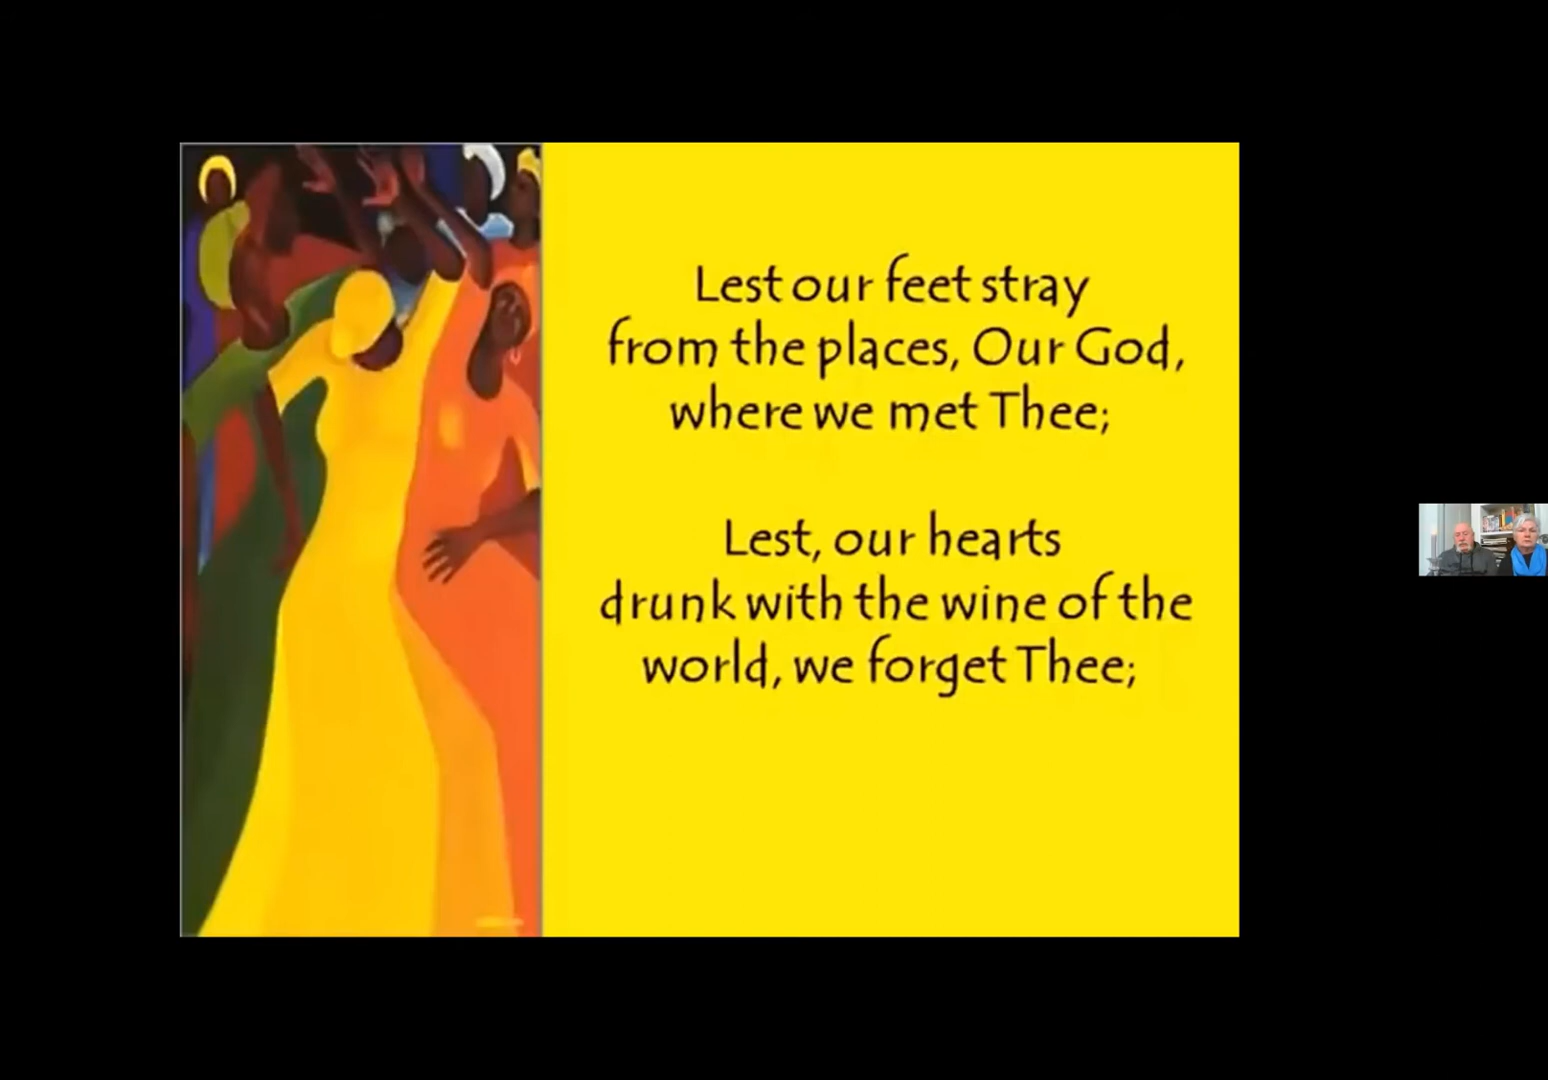 Lest our feet stray
from the places, Our God,
where we met Thee;
Lest, our hearts
drunk with the wine of the
world, we forget Thee;